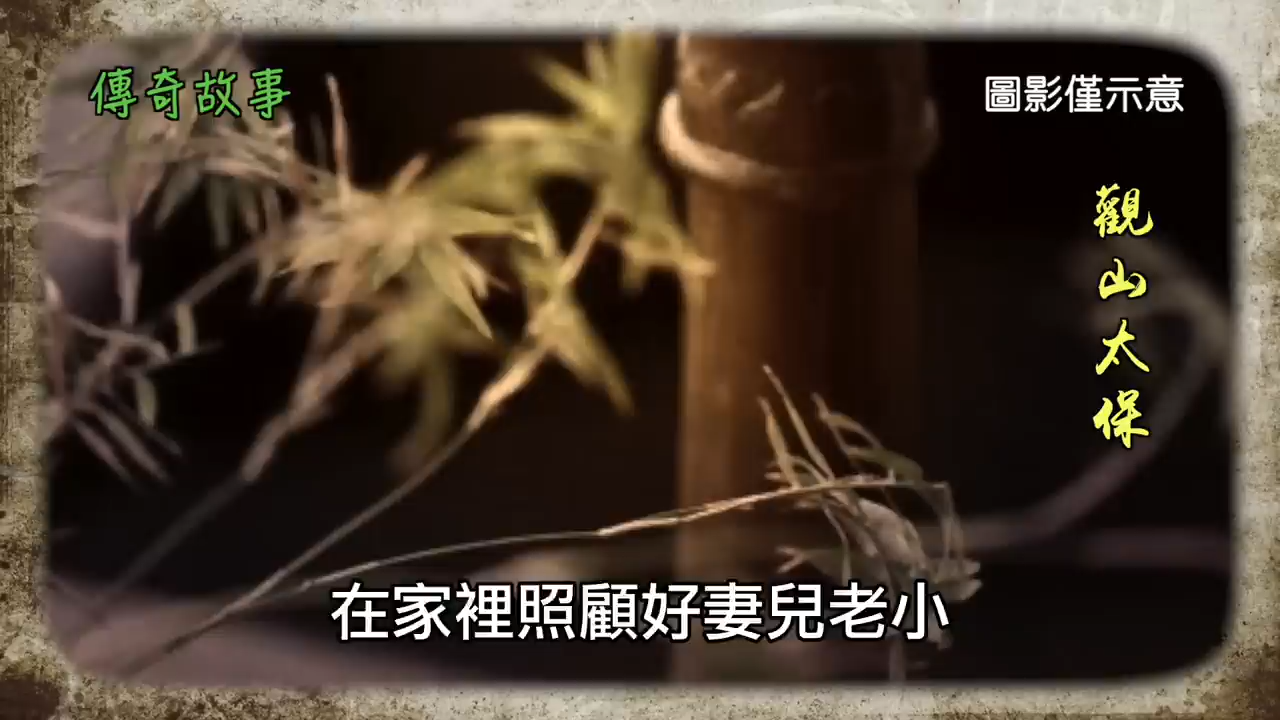 傳奇故事
圖影僅示意
觀山太保
在家裡照顧好妻兒老小